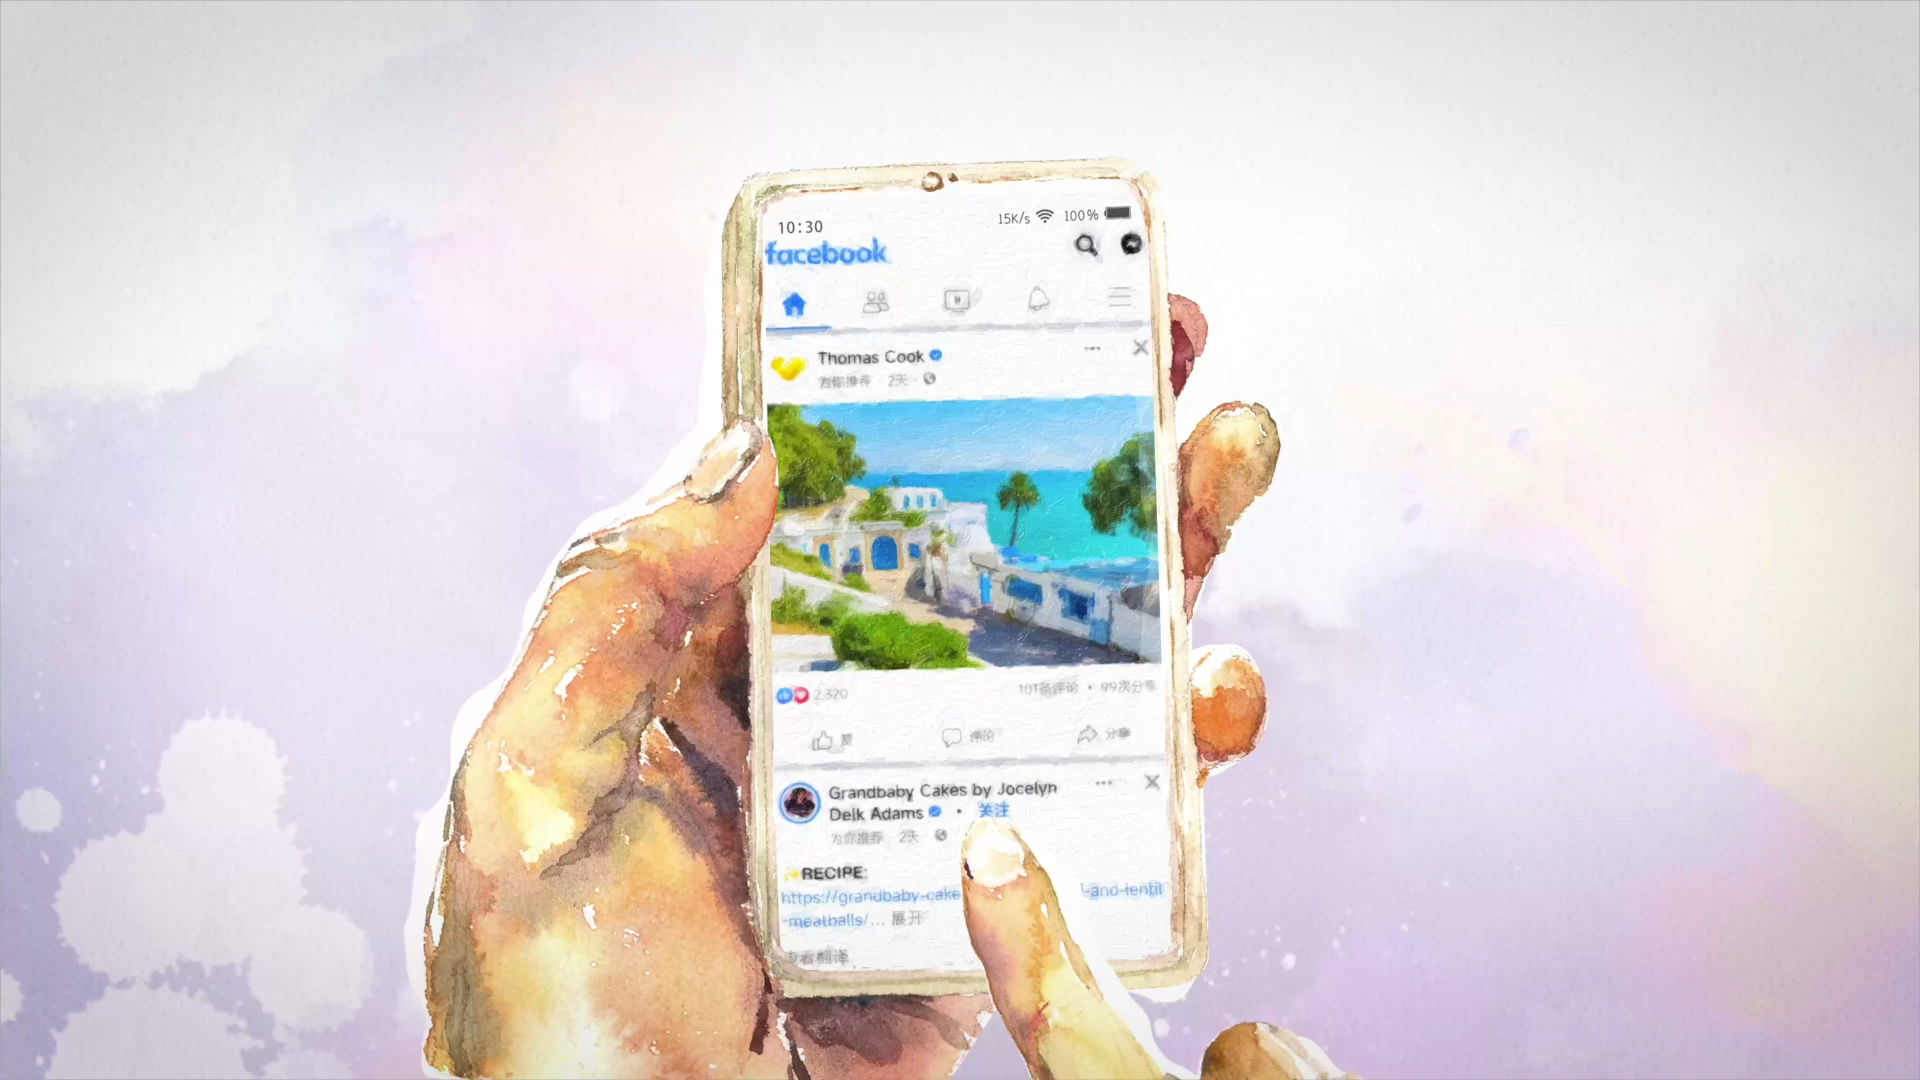 10:30
15K/s 100%
facebook
Thomas Cook
为你推荐 2天
2,320
101条评论 • 99次分享
赞 评论 分享
Grandbaby Cakes by Jocelyn
Delk Adams • 关注
为你推荐 2天
RECIPE:
https://grandbaby-cake l-and-lentil
-meatballs/... 展开
查看翻译